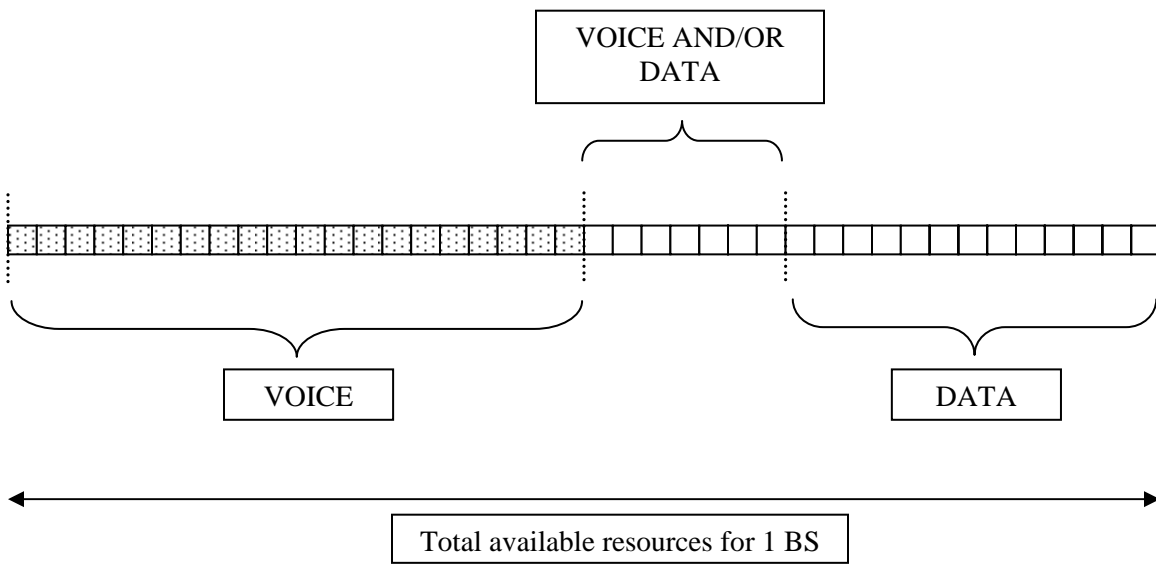 VOICE AND/OR
DATA
VOICE
DATA
Total available resources for 1 BS